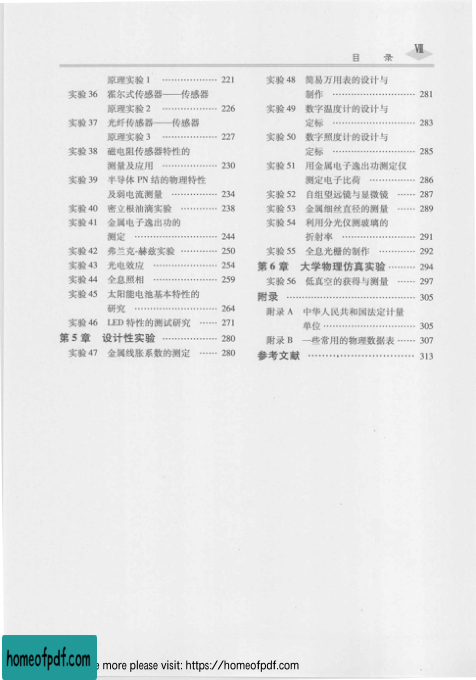 目 录 Ⅶ
原理实验 1 ·················· 221
实验 36 霍尔式传感器——传感器
原理实验 2 ·················· 226
实验 37 光纤传感器——传感器
原理实验 3 ·················· 227
实验 38 磁电阻传感器特性的
测量及应用 ·················· 230
实验 39 半导体 PN 结的物理特性
及弱电流测量 ··············· 234
实验 40 密立根油滴实验 ············ 238
实验 41 金属电子逸出功的
测定 ··························· 244
实验 42 弗兰克-赫兹实验 ············ 250
实验 43 光电效应 ····················· 254
实验 44 全息照相 ····················· 259
实验 45 太阳能电池基本特性的
研究 ··························· 264
实验 46 LED 特性的测试研究 ······ 271
第 5 章 设计性实验 ·················· 280
实验 47 金属线胀系数的测定 ······ 280
实验 48 简易万用表的设计与
制作 ··························· 281
实验 49 数字温度计的设计与
定标 ··························· 283
实验 50 数字照度计的设计与
定标 ··························· 285
实验 51 用金属电子逸出功测定仪
测定电子比荷 ··············· 286
实验 52 自组望远镜与显微镜 ······ 287
实验 53 金属细丝直径的测量 ······ 289
实验 54 利用分光仪测玻璃的
折射率 ························ 291
实验 55 全息光栅的制作 ············ 292
第 6 章 大学物理仿真实验 ········· 294
实验 56 低真空的获得与测量 ······ 297
附录 ·········································· 305
附录 A 中华人民共和国法定计量
单位 ··························· 305
附录 B 一些常用的物理数据表 ······ 307
参考文献 ·································· 313
homeofpdf.com
e more please visit: https://homeofpdf.com